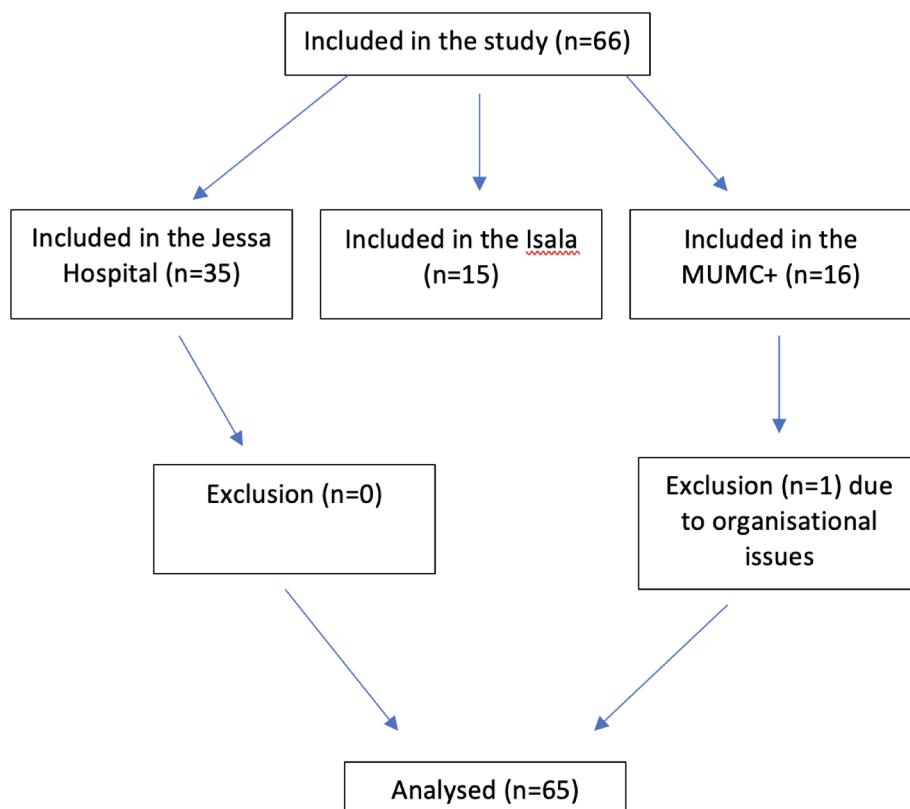 Included in the study (n=66)
Included in the Jessa
Hospital (n=35)
Included in the Isala
(n=15)
Included in the
MUMC+ (n=16)
Exclusion (n=0)
Exclusion (n=1) due
to organisational
issues
Analysed (n=65)